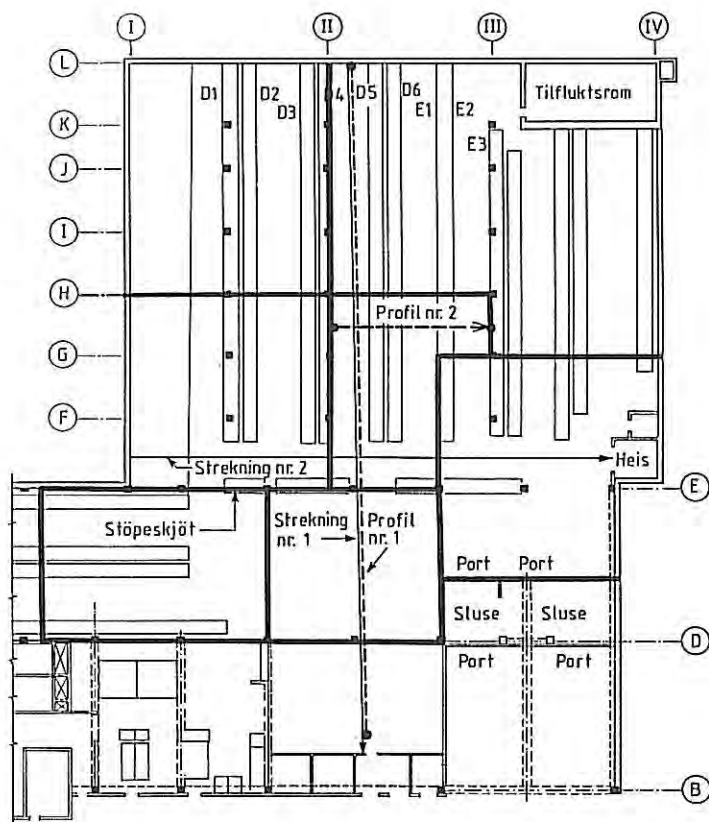 I II III IV
L
K
J
I
H
G
F
E
D
B
D1
D2
D3
4
D5
D6
E1
E2
E3
Tilfluktsrom
Profil nr. 2
Strekning nr. 2
Heis
Stöpeskjöt
Strekning
nr. 1
Profil
nr. 1
Port Port
Sluse Sluse
Port Port